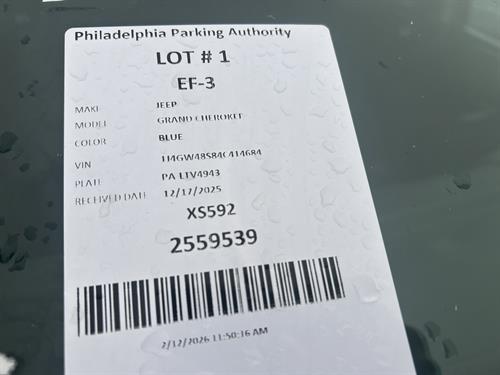 Philadelphia Parking Authority
LOT # 1
EF-3
MAKE JEEP
MODEL GRAND CHEROKEE
COLOR BLUE
VIN 1J4GW48S84C414684
PLATE PA LTV4943
RECEIVED DATE 12/17/2025
XS592
2559539
2/12/2026 11:50:36 AM